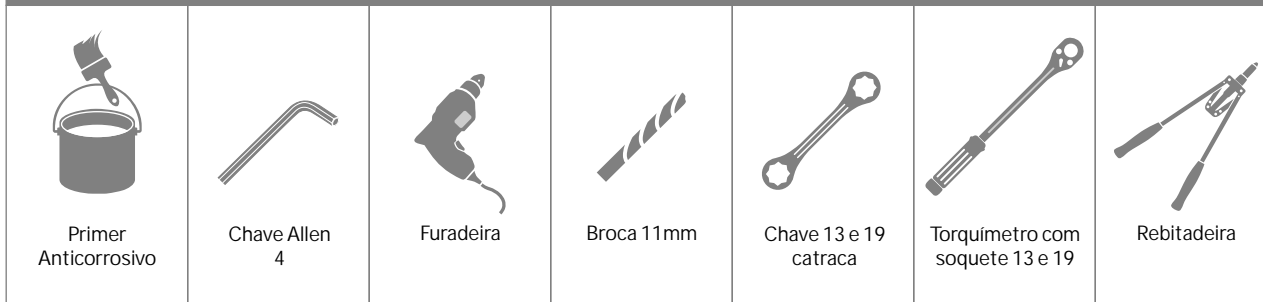 Primer
Anticorrosivo
Chave Allen
4
Furadeira
Broca 11mm
Chave 13 e 19
catraca
Torquímetro com
soquete 13 e 19
Rebitadeira